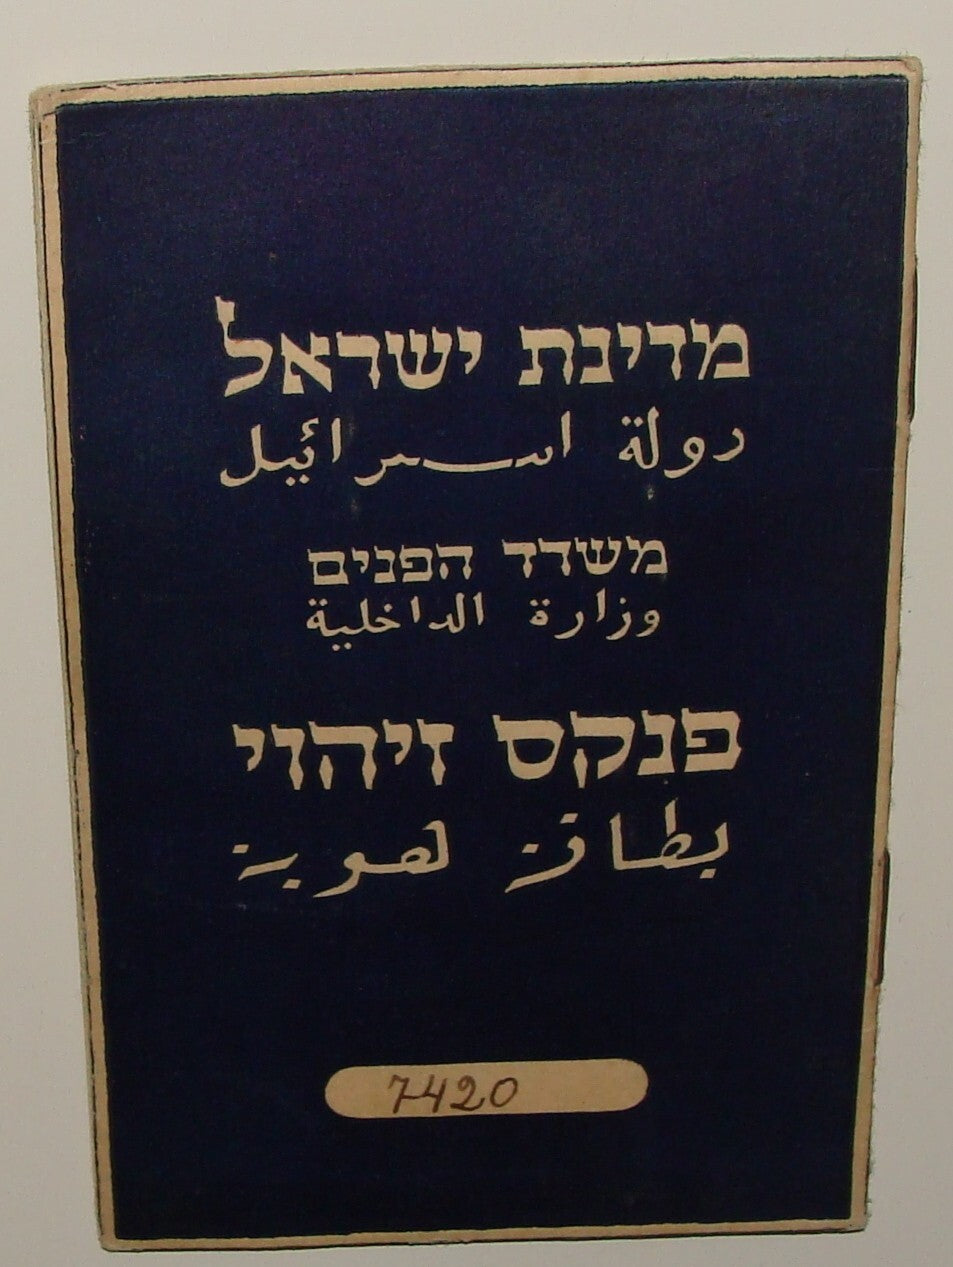 מדינת ישראל
دولة اسرائيل
משרד הפנים
وزارة الداخلية
פנקס זיהוי
بطاقة هوية
7420